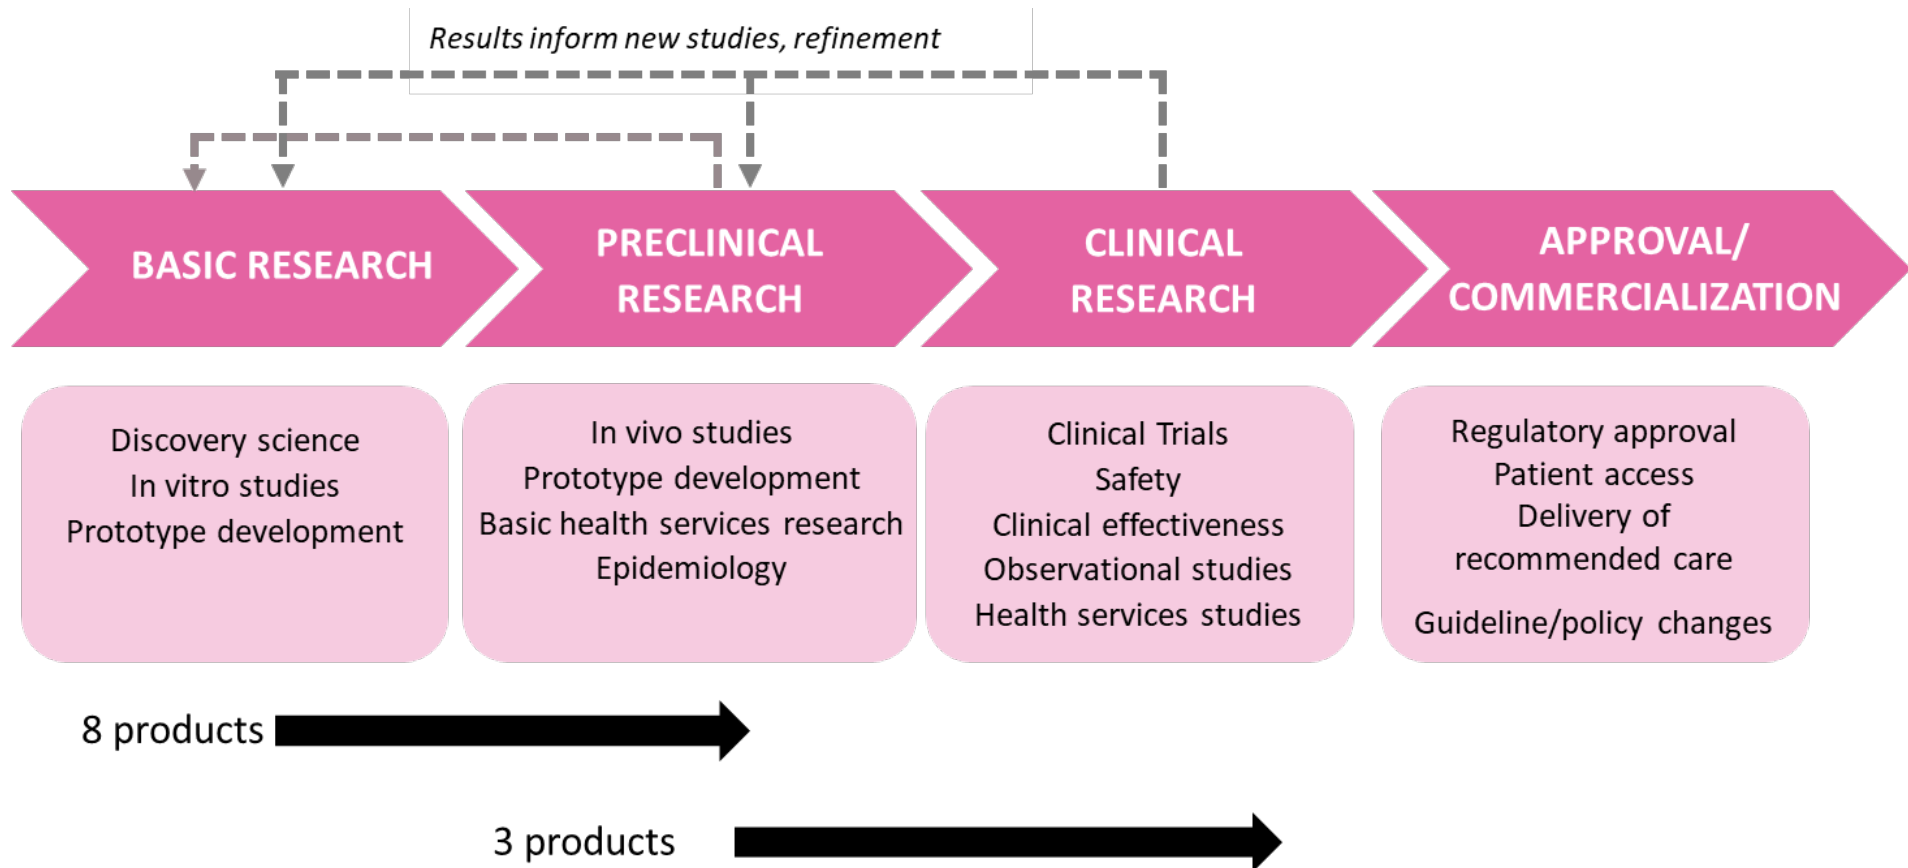 Results inform new studies, refinement
BASIC RESEARCH
PRECLINICAL
RESEARCH
CLINICAL
RESEARCH
APPROVAL/
COMMERCIALIZATION
Discovery science
In vitro studies
Prototype development
In vivo studies
Prototype development
Basic health services research
Epidemiology
Clinical Trials
Safety
Clinical effectiveness
Observational studies
Health services studies
Regulatory approval
Patient access
Delivery of
recommended care
Guideline/policy changes
8 products
3 products